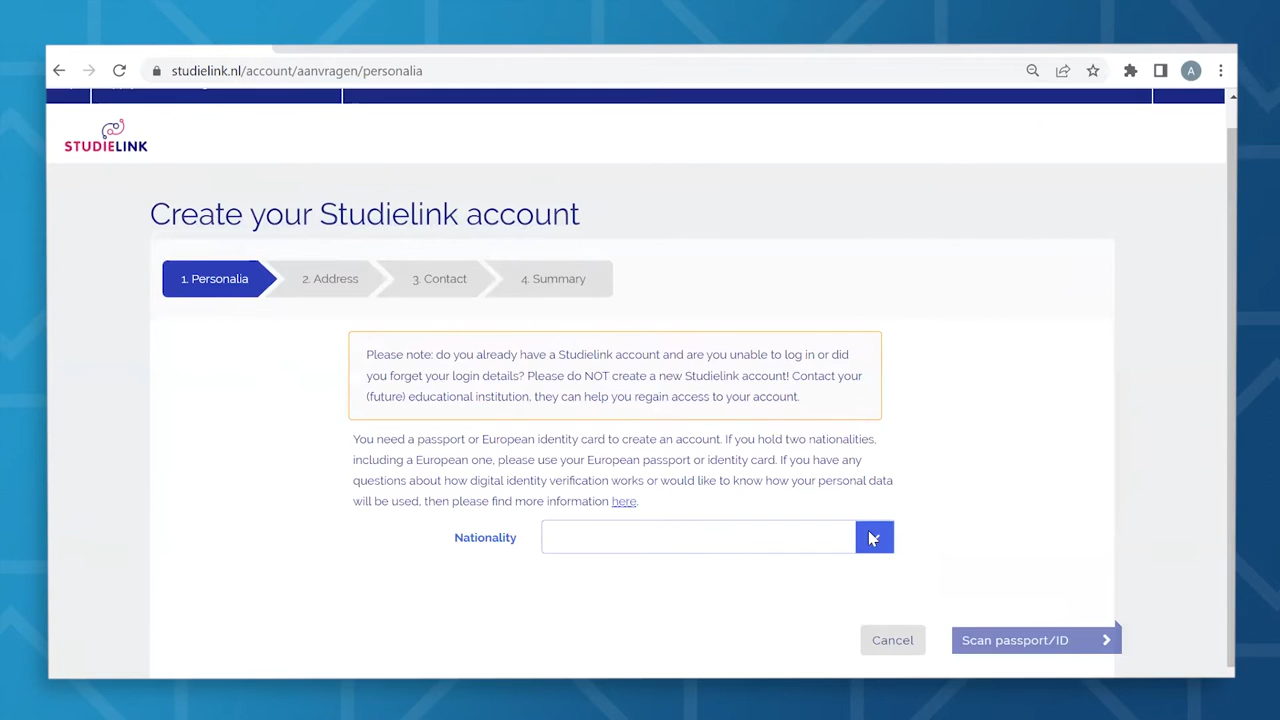 studielink.nl/account/aanvragen/personalia
A
STUDIELINK
Create your Studielink account
1. Personalia
2. Address
3. Contact
4. Summary
Please note: do you already have a Studielink account and are you unable to log in or did
you forget your login details? Please do NOT create a new Studielink account! Contact your
(future) educational institution, they can help you regain access to your account.
You need a passport or European identity card to create an account. If you hold two nationalities,
including a European one, please use your European passport or identity card. If you have any
questions about how digital identity verification works or would like to know how your personal data
will be used, then please find more information here.
Nationality
Cancel
Scan passport/ID